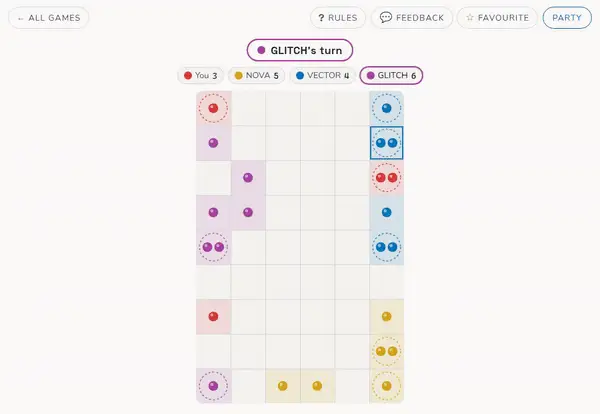 ← ALL GAMES
? RULES
💬 FEEDBACK
☆ FAVOURITE
PARTY
GLITCH's turn
You 3
NOVA 5
VECTOR 4
GLITCH 6